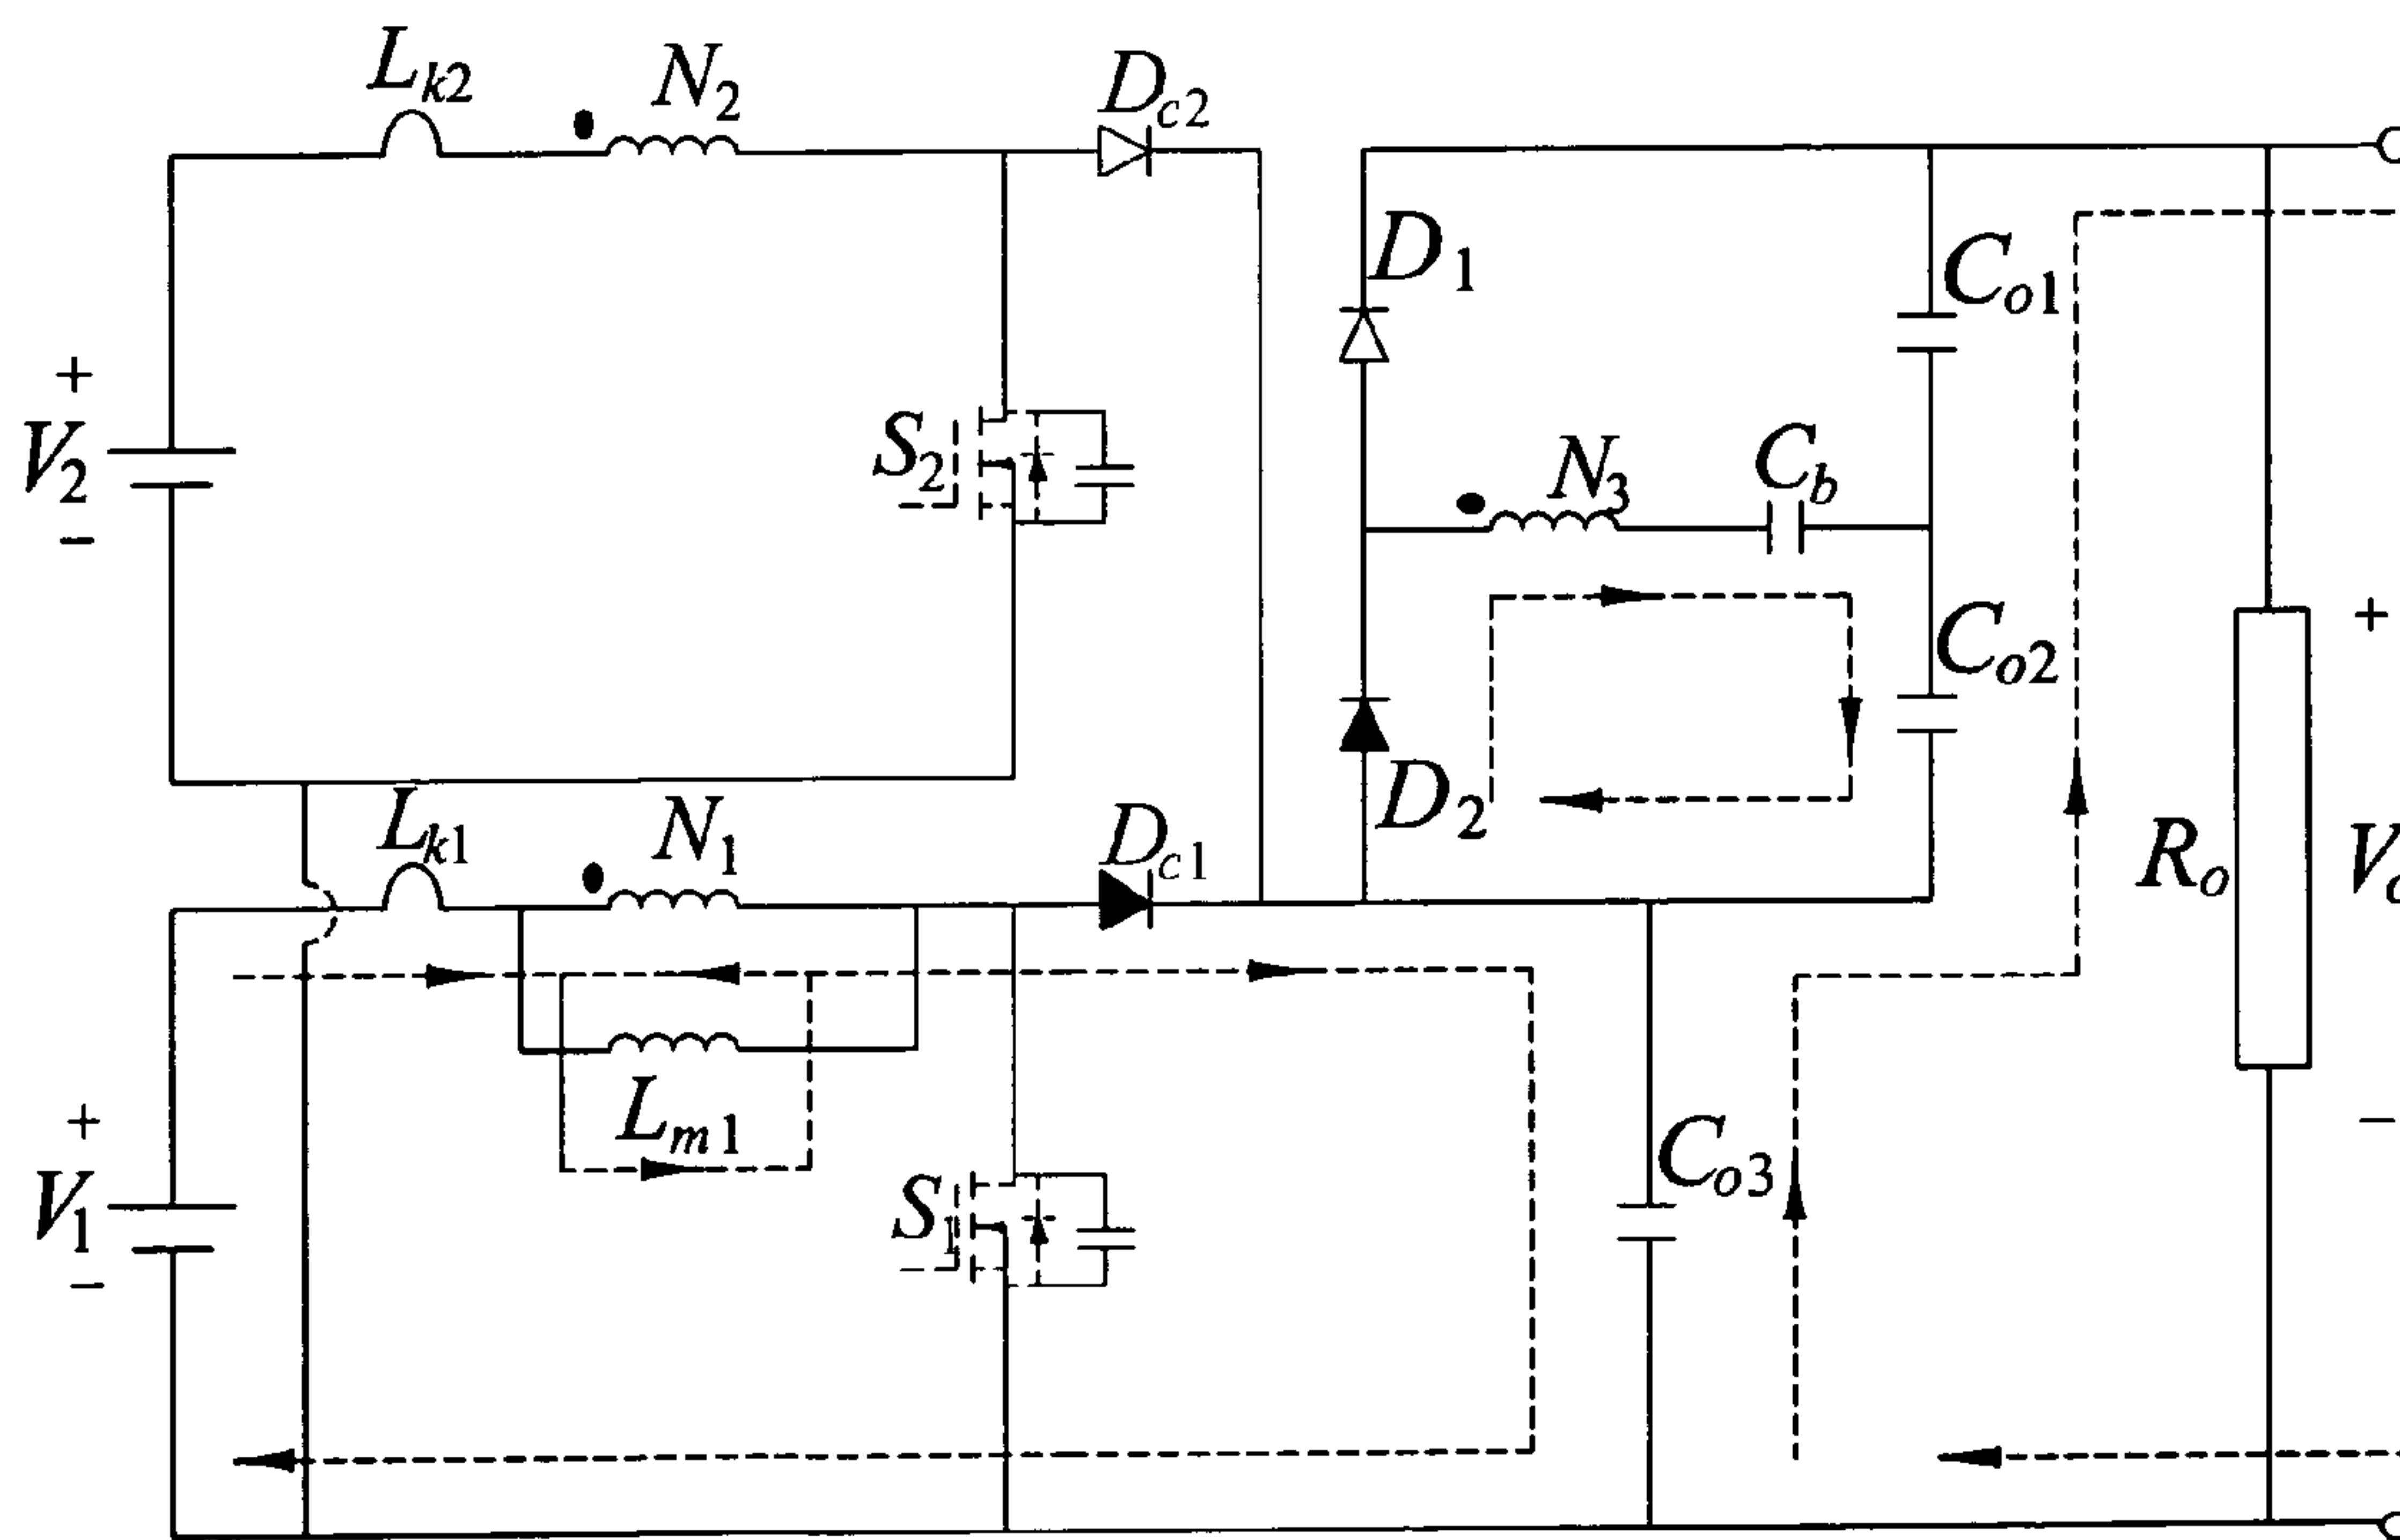 L_{k2}
N_2
D_{c2}
D_1
C_{o1}
+
V_2
−
S_2
N_3
C_b
C_{o2}
+
L_{k1}
N_1
D_{c1}
D_2
R_o
+
V_1
−
L_{m1}
S_1
C_{o3}
−